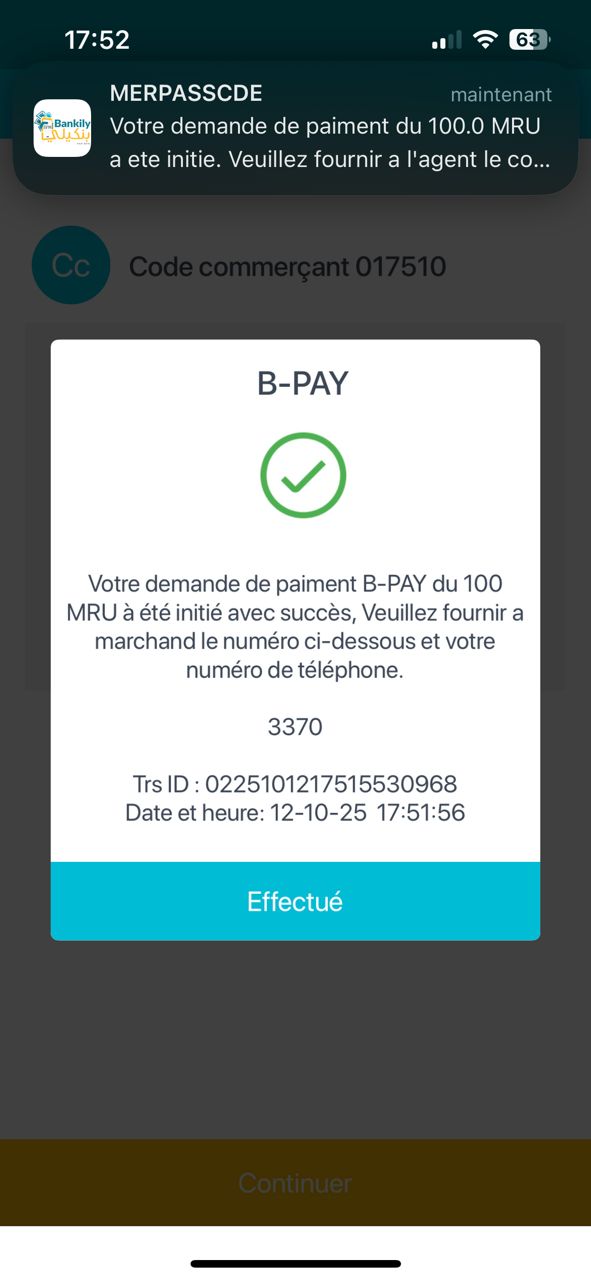 17:52
63
MERPASSCDE
maintenant
Bankily
بنكيلي
Votre demande de paiment du 100.0 MRU
a ete initie. Veuillez fournir a l'agent le co...
Cc
Code commerçant 017510
B-PAY
Votre demande de paiment B-PAY du 100
MRU à été initié avec succès, Veuillez fournir a
marchand le numéro ci-dessous et votre
numéro de téléphone.
3370
Trs ID : 0225101217515530968
Date et heure: 12-10-25 17:51:56
Effectué
Continuer